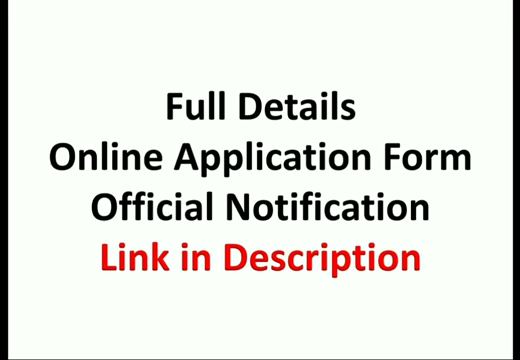 Full Details
Online Application Form
Official Notification
Link in Description